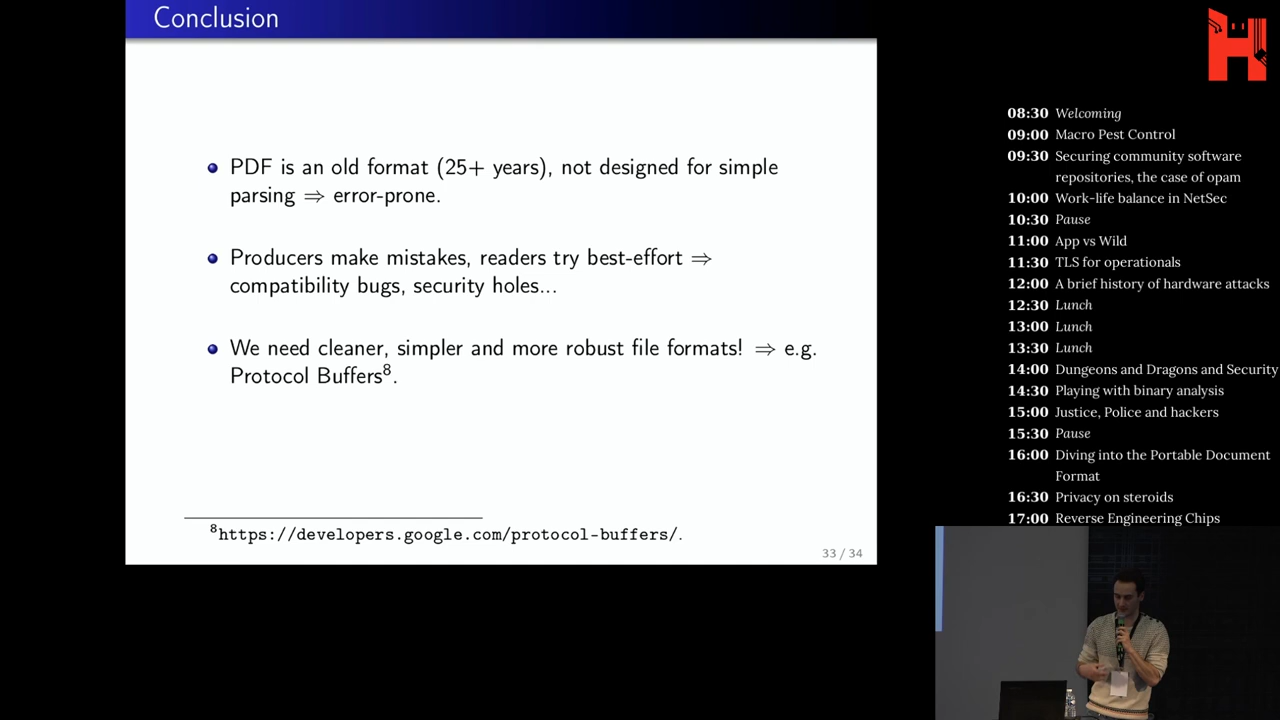 Conclusion
PDF is an old format (25+ years), not designed for simple
parsing ⇒ error-prone.
Producers make mistakes, readers try best-effort ⇒
compatibility bugs, security holes...
We need cleaner, simpler and more robust file formats! ⇒ e.g.
Protocol Buffers⁸.
⁸https://developers.google.com/protocol-buffers/.
33 / 34
08:30 Welcoming
09:00 Macro Pest Control
09:30 Securing community software
repositories, the case of opam
10:00 Work-life balance in NetSec
10:30 Pause
11:00 App vs Wild
11:30 TLS for operationals
12:00 A brief history of hardware attacks
12:30 Lunch
13:00 Lunch
13:30 Lunch
14:00 Dungeons and Dragons and Security
14:30 Playing with binary analysis
15:00 Justice, Police and hackers
15:30 Pause
16:00 Diving into the Portable Document
Format
16:30 Privacy on steroids
17:00 Reverse Engineering Chips